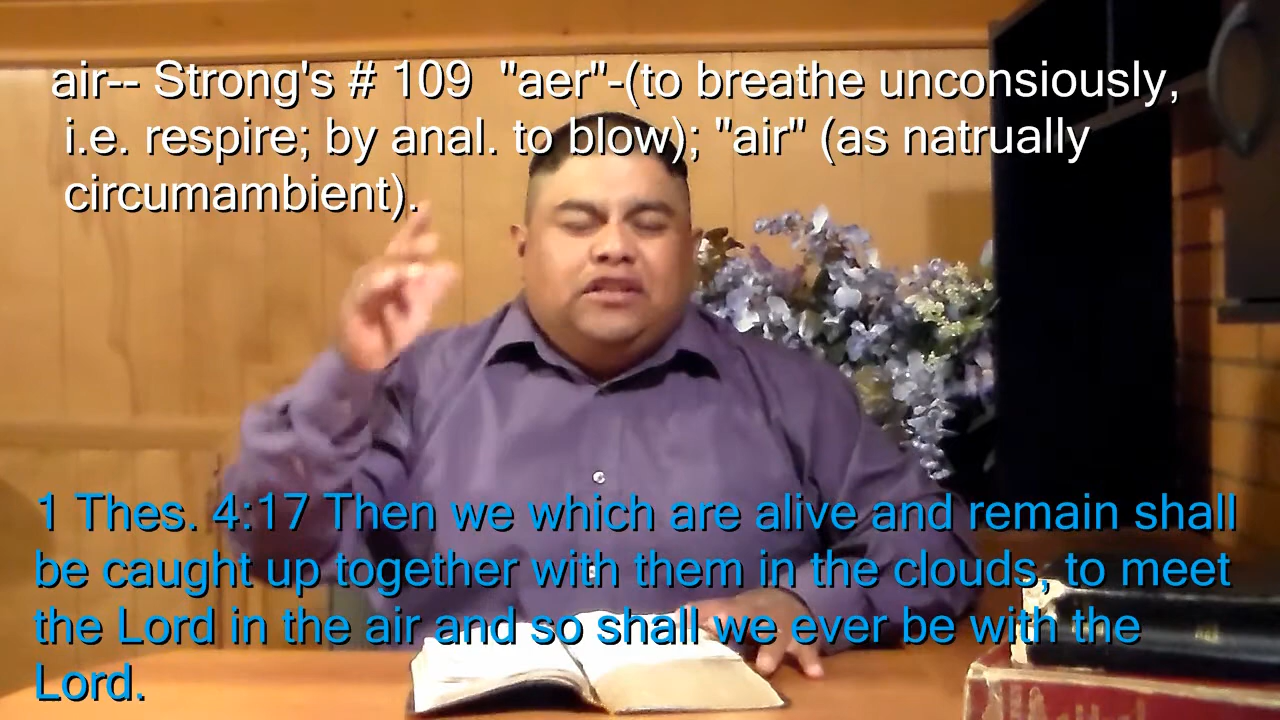 air-- Strong's # 109 "aer"-(to breathe unconsiously,
i.e. respire; by anal. to blow); "air" (as natrually
circumambient).
1 Thes. 4:17 Then we which are alive and remain shall
be caught up together with them in the clouds, to meet
the Lord in the air and so shall we ever be with the
Lord.